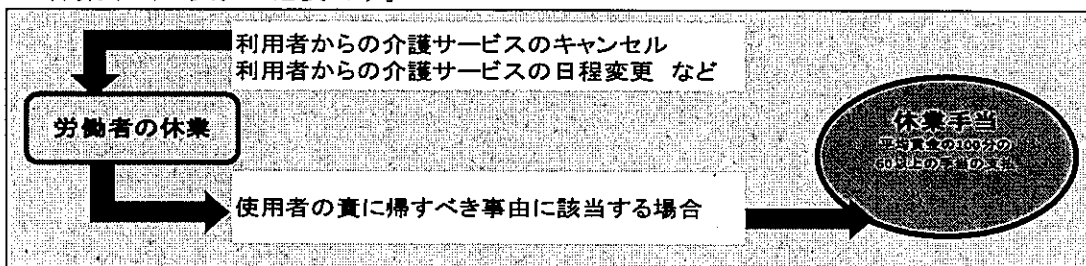 利用者からの介護サービスのキャンセル
利用者からの介護サービスの日程変更 など
労働者の休業
休業手当
平均賃金の100分の
60以上の手当の支払
使用者の責に帰すべき事由に該当する場合